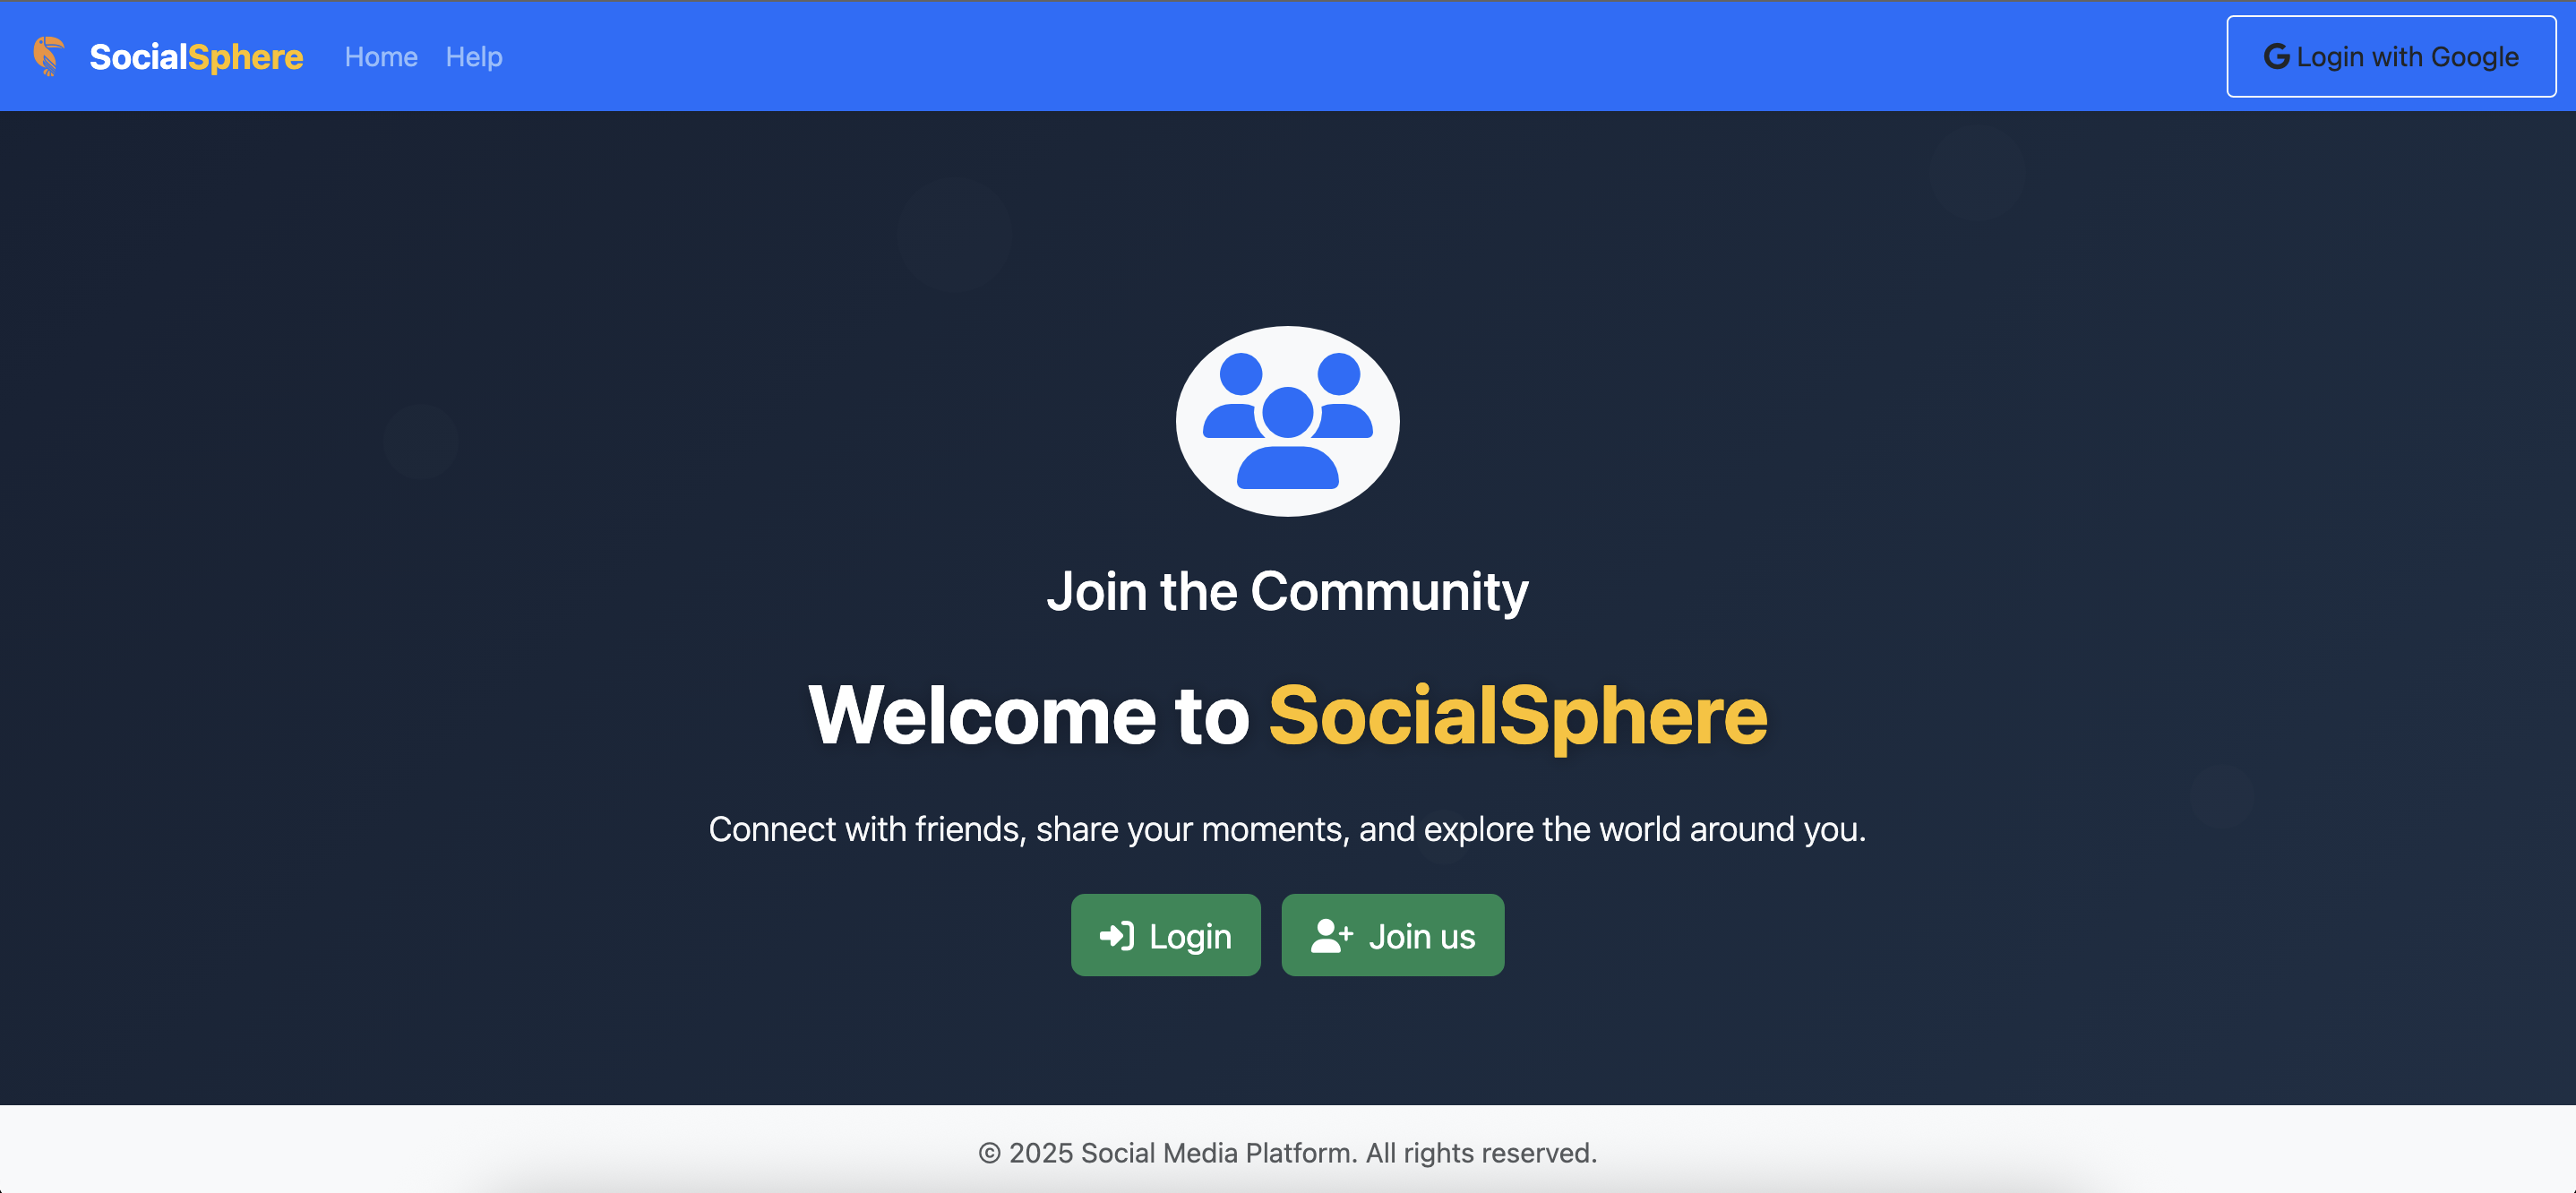 SocialSphere Home Help Login with Google
Join the Community
Welcome to SocialSphere
Connect with friends, share your moments, and explore the world around you.
Login Join us
© 2025 Social Media Platform. All rights reserved.